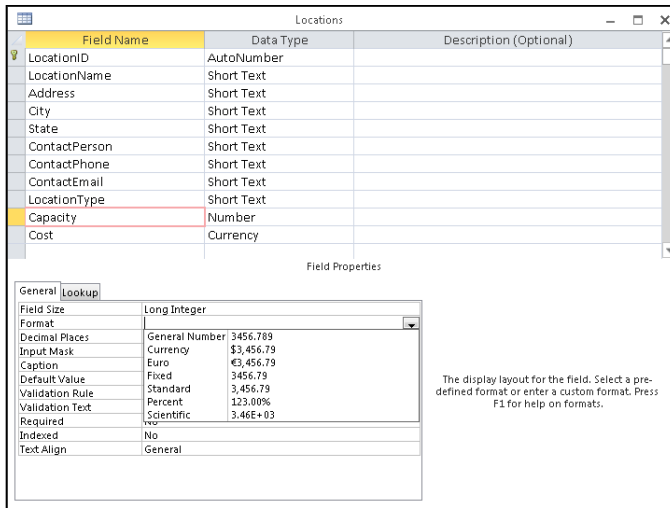 Locations
Field Name Data Type Description (Optional)
LocationID AutoNumber
LocationName Short Text
Address Short Text
City Short Text
State Short Text
ContactPerson Short Text
ContactPhone Short Text
ContactEmail Short Text
LocationType Short Text
Capacity Number
Cost Currency
Field Properties
General Lookup
Field Size Long Integer
Format
Decimal Places General Number 3456.789
Input Mask Currency $3,456.79
Caption Euro €3,456.79
Default Value Fixed 3456.79
Validation Rule Standard 3,456.79
Validation Text Percent 123.00%
Required Scientific 3.46E+03
Indexed No
Text Align General
The display layout for the field. Select a pre-
defined format or enter a custom format. Press
F1 for help on formats.